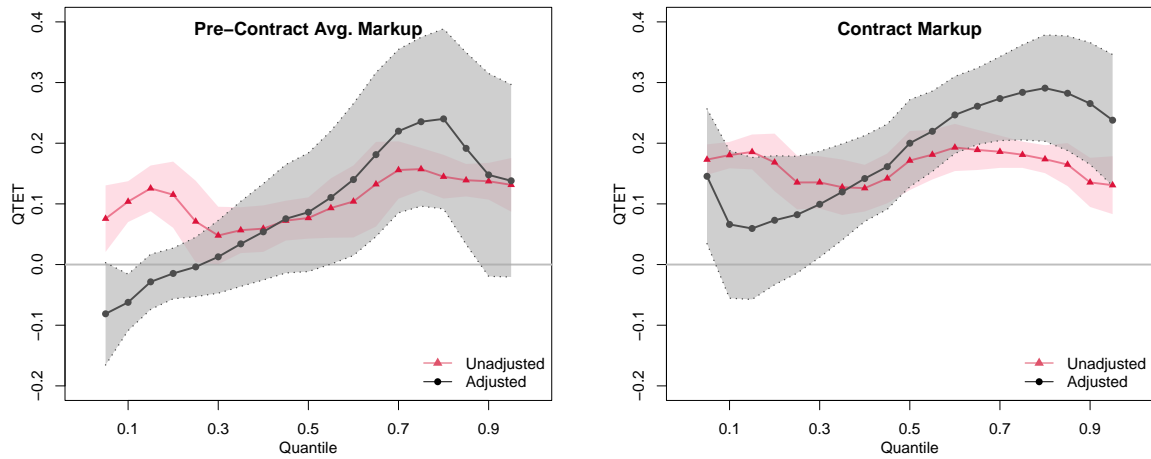 Pre−Contract Avg. Markup
0.4
0.3
0.2
0.1
0.0
−0.1
−0.2
QTET
Unadjusted
Adjusted
0.1 0.3 0.5 0.7 0.9
Quantile
Contract Markup
0.4
0.3
0.2
0.1
0.0
−0.1
−0.2
QTET
Unadjusted
Adjusted
0.1 0.3 0.5 0.7 0.9
Quantile